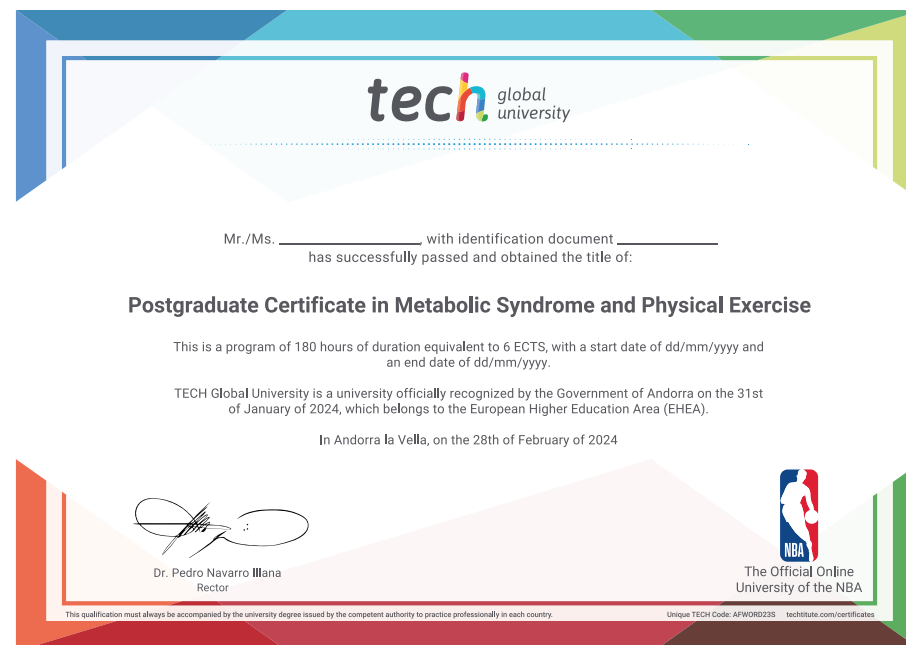 tech global
university
Mr./Ms. ____________________, with identification document ______________
has successfully passed and obtained the title of:
Postgraduate Certificate in Metabolic Syndrome and Physical Exercise
This is a program of 180 hours of duration equivalent to 6 ECTS, with a start date of dd/mm/yyyy and
an end date of dd/mm/yyyy.
TECH Global University is a university officially recognized by the Government of Andorra on the 31st
of January of 2024, which belongs to the European Higher Education Area (EHEA).
In Andorra la Vella, on the 28th of February of 2024
Dr. Pedro Navarro Illana
Rector
NBA
The Official Online
University of the NBA
This qualification must always be accompanied by the university degree issued by the competent authority to practice professionally in each country.
Unique TECH Code: AFWORD23S techtitute.com/certificates